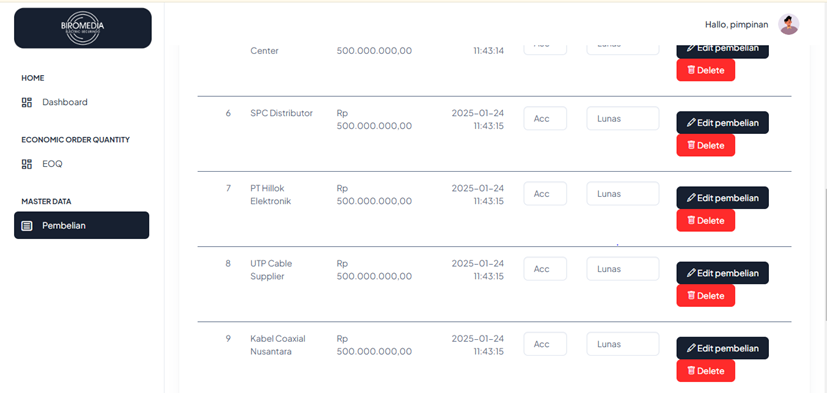 BIROMEDIA
Hallo, pimpinan
HOME
Dashboard
ECONOMIC ORDER QUANTITY
EOQ
MASTER DATA
Pembelian
Center
500.000.000,00
11:43:14
Acc
Lunas
Edit pembelian
Delete
6
SPC Distributor
Rp
500.000.000,00
2025-01-24
11:43:15
Acc
Lunas
Edit pembelian
Delete
7
PT Hillok
Elektronik
Rp
500.000.000,00
2025-01-24
11:43:15
Acc
Lunas
Edit pembelian
Delete
8
UTP Cable
Supplier
Rp
500.000.000,00
2025-01-24
11:43:15
Acc
Lunas
Edit pembelian
Delete
9
Kabel Coaxial
Nusantara
Rp
500.000.000,00
2025-01-24
11:43:15
Acc
Lunas
Edit pembelian
Delete